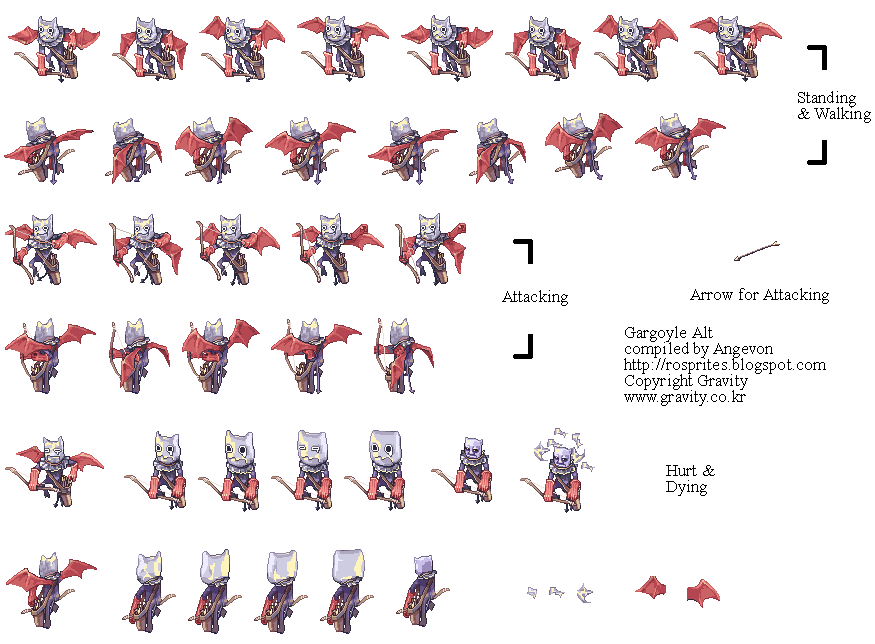 Standing
& Walking
Attacking
Arrow for Attacking
Gargoyle Alt
compiled by Angevon
http://rosprites.blogspot.com
Copyright Gravity
www.gravity.co.kr
Hurt &
Dying